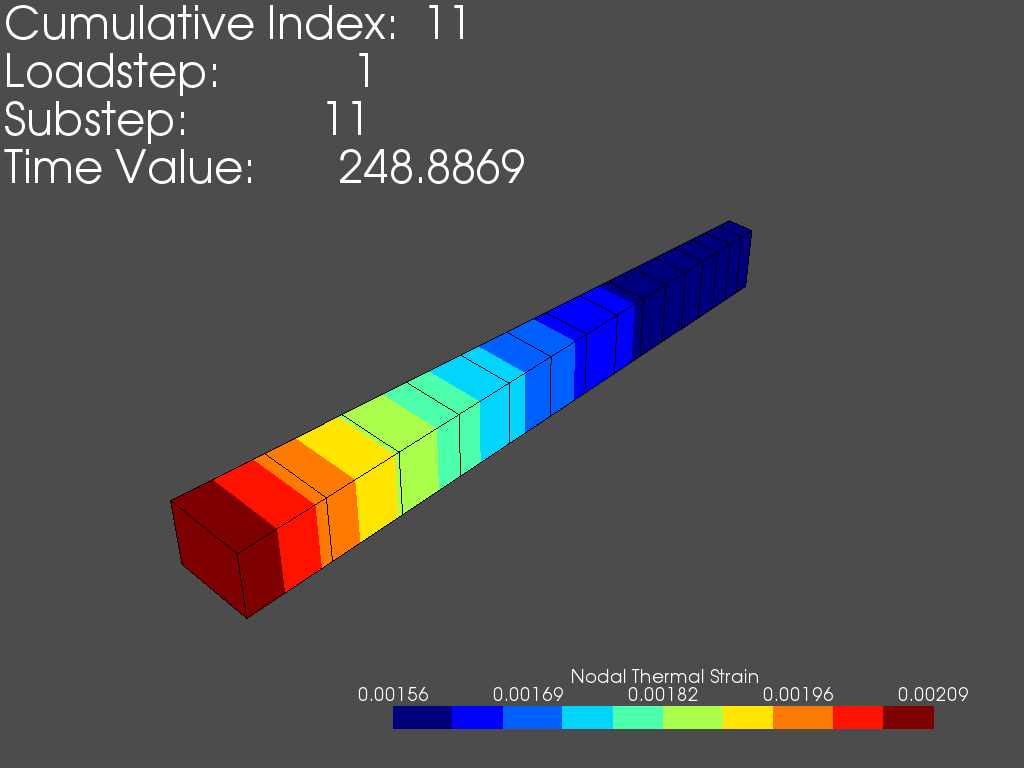 Cumulative Index: 11
Loadstep: 1
Substep: 11
Time Value: 248.8869
Nodal Thermal Strain
0.00156 0.00169 0.00182 0.00196 0.00209